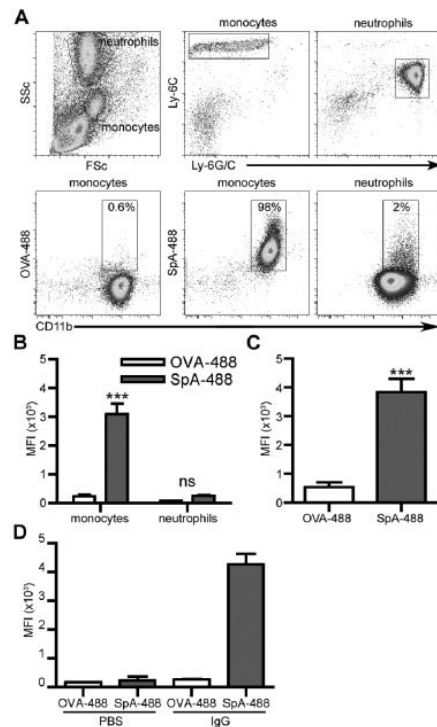 A
monocytes
neutrophils
neutrophils
monocytes
SSc
FSc
Ly-6C
Ly-6G/C
monocytes
monocytes
neutrophils
0.6%
98%
2%
OVA-488
SpA-488
CD11b
B
OVA-488
SpA-488
C
MFI (x10³)
5
4
3
2
1
0
***
ns
monocytes
neutrophils
MFI (x10³)
5
4
3
2
1
0
***
OVA-488
SpA-488
D
MFI (x10³)
5
4
3
2
1
0
OVA-488
SpA-488
OVA-488
SpA-488
PBS
IgG